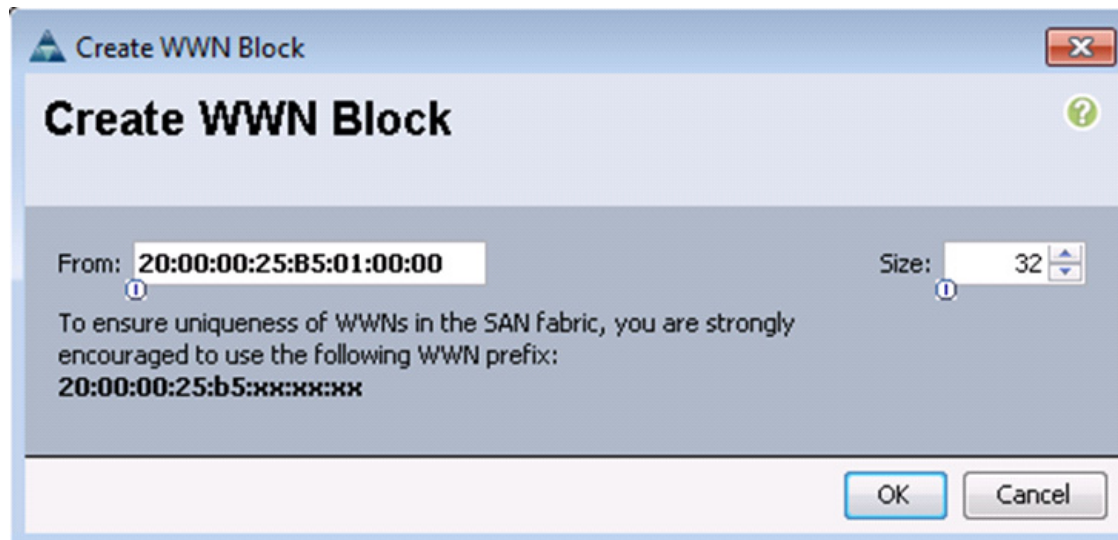 Create WWN Block
Create WWN Block
From: 20:00:00:25:B5:01:00:00 Size: 32
To ensure uniqueness of WWNs in the SAN fabric, you are strongly
encouraged to use the following WWN prefix:
20:00:00:25:b5:xx:xx:xx
OK Cancel